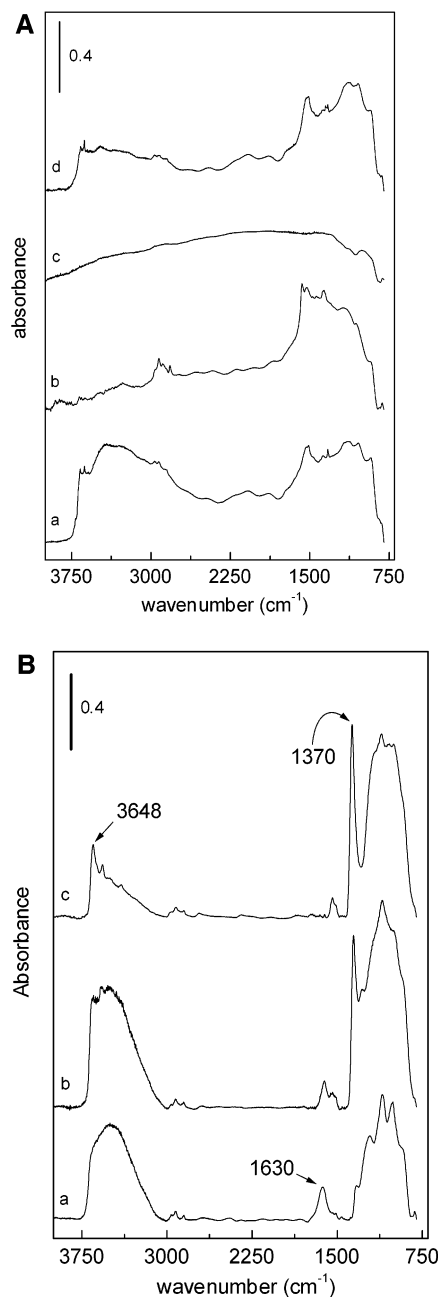 A
0.4
d
c
b
a
absorbance
3750 3000 2250 1500 750
wavenumber (cm-1)
B
0.4
1370
3648
c
b
1630
a
Absorbance
3750 3000 2250 1500 750
wavenumber (cm-1)